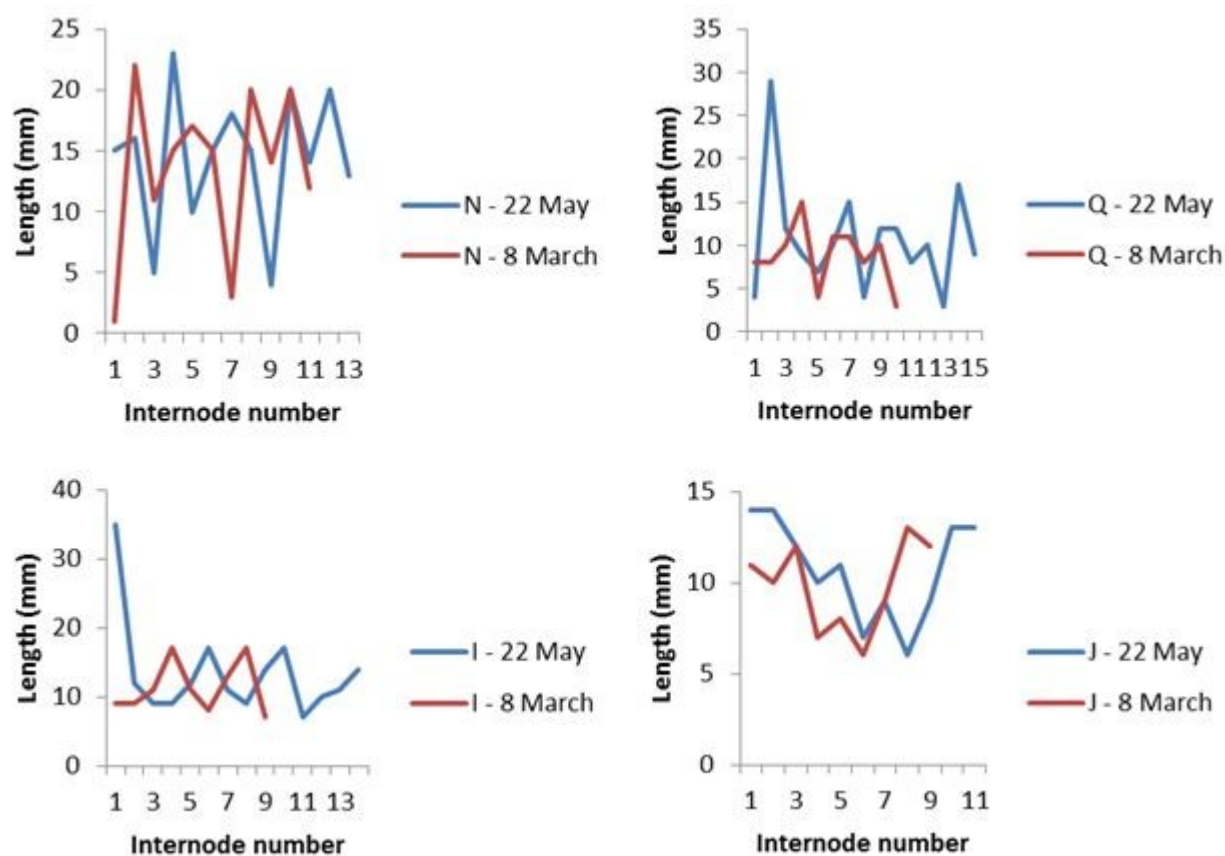 25
20
15
10
5
0
Length (mm)
1 3 5 7 9 11 13
Internode number
N - 22 May
N - 8 March
35
30
25
20
15
10
5
0
Length (mm)
1 3 5 7 9 11 13 15
Internode number
Q - 22 May
Q - 8 March
40
30
20
10
0
Length (mm)
1 3 5 7 9 11 13
Internode number
I - 22 May
I - 8 March
15
10
5
0
Length (mm)
1 3 5 7 9 11
Internode number
J - 22 May
J - 8 March